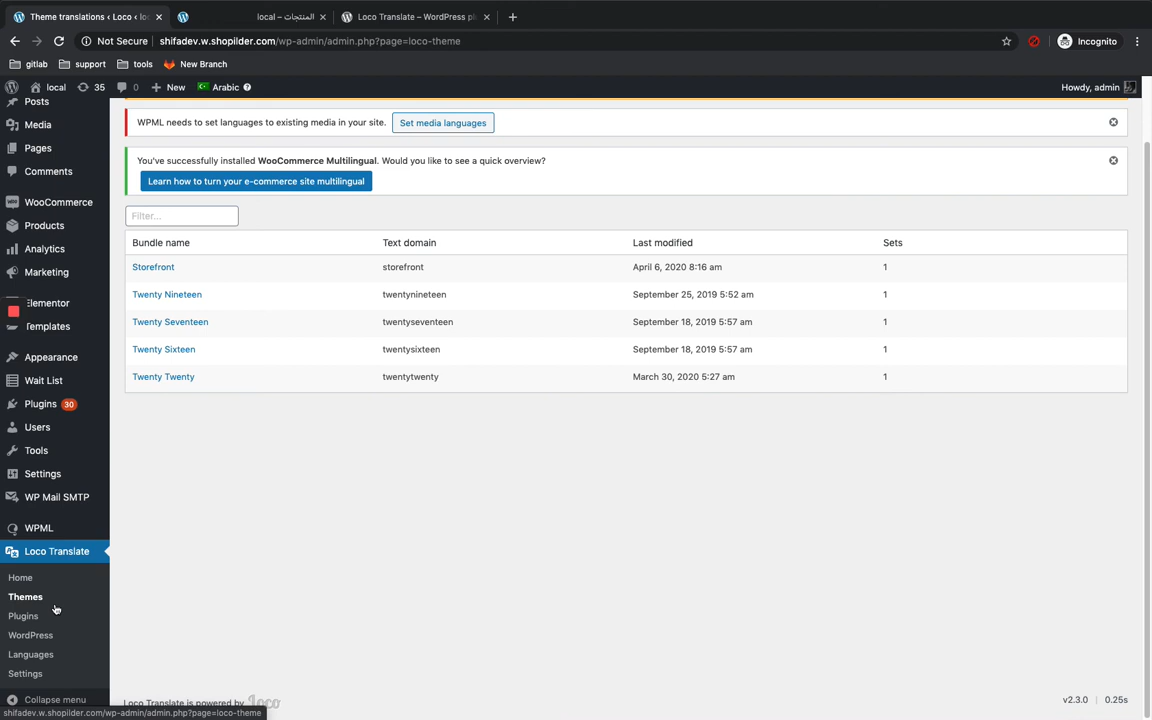 Theme translations ‹ Loco ‹ loc
المنتجات – local
Loco Translate – WordPress pl
Not Secure
shifadev.w.shopilder.com/wp-admin/admin.php?page=loco-theme
Incognito
gitlab
support
tools
New Branch
local
35
0
New
Arabic
Howdy, admin
Posts
Media
Pages
Comments
WooCommerce
Products
Analytics
Marketing
Elementor
Templates
Appearance
Wait List
Plugins 30
Users
Tools
Settings
WP Mail SMTP
WPML
Loco Translate
Home
Themes
Plugins
WordPress
Languages
Settings
Collapse menu
WPML needs to set languages to existing media in your site. Set media languages
You've successfully installed WooCommerce Multilingual. Would you like to see a quick overview?
Learn how to turn your e-commerce site multilingual
Filter...
Bundle name Text domain Last modified Sets
Storefront storefront April 6, 2020 8:16 am 1
Twenty Nineteen twentynineteen September 25, 2019 5:52 am 1
Twenty Seventeen twentyseventeen September 18, 2019 5:57 am 1
Twenty Sixteen twentysixteen September 18, 2019 5:57 am 1
Twenty Twenty twentytwenty March 30, 2020 5:27 am 1
Loco Translate is powered by loco
v2.3.0 | 0.25s
shifadev.w.shopilder.com/wp-admin/admin.php?page=loco-theme